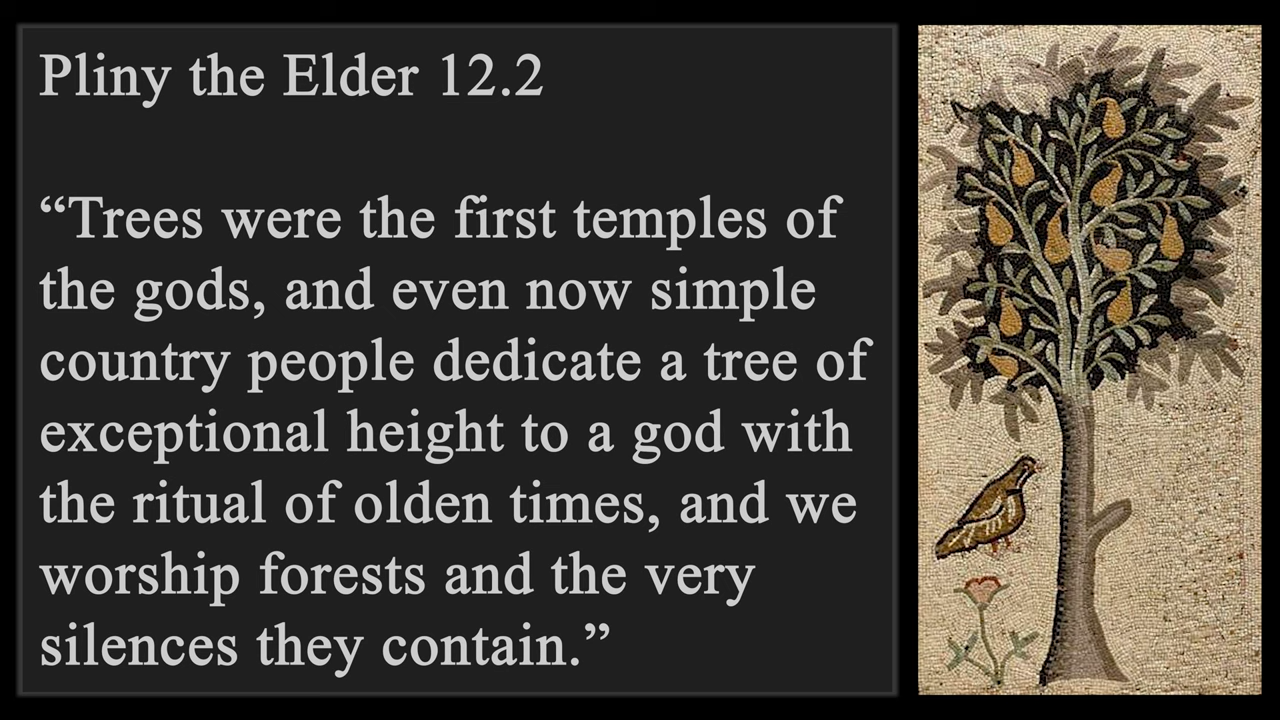 Pliny the Elder 12.2
“Trees were the first temples of
the gods, and even now simple
country people dedicate a tree of
exceptional height to a god with
the ritual of olden times, and we
worship forests and the very
silences they contain.”